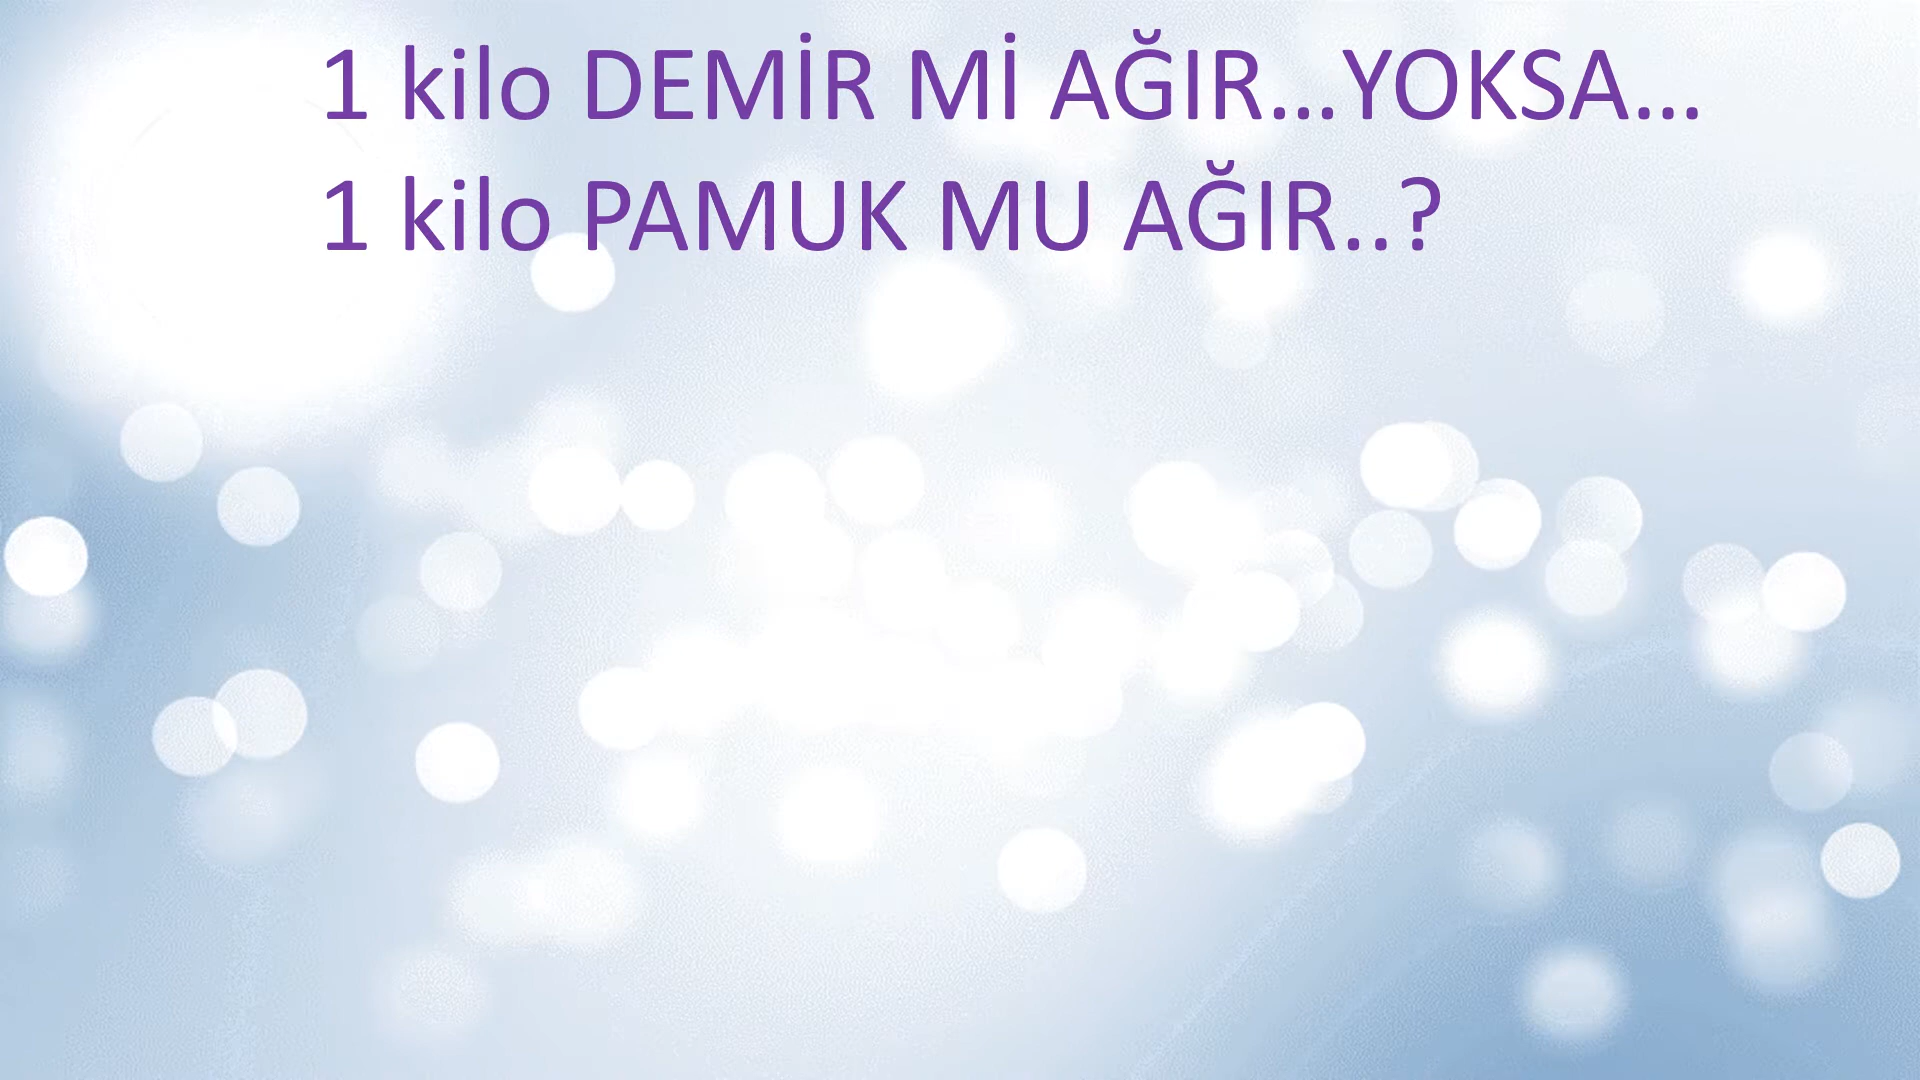 1 kilo DEMİR Mİ AĞIR...YOKSA...
1 kilo PAMUK MU AĞIR..?